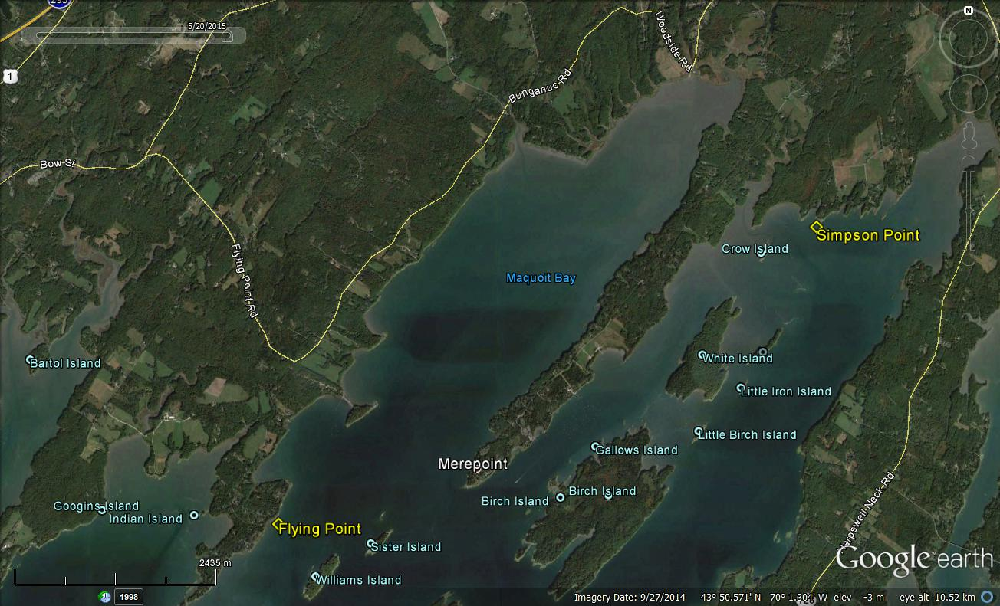 295
5/20/2015
N
1
Woodside Rd
Bunganuc Rd
Bow St
Flying Point Rd
Simpson Point
Crow Island
Maquoit Bay
Bartol Island
White Island
Little Iron Island
Little Birch Island
Gallows Island
Merepoint
Birch Island
Birch Island
Googins Island
Indian Island
Flying Point
Sister Island
Harpswell Neck Rd
2435 m
Williams Island
Google earth
1998
Imagery Date: 9/27/2014 43° 50.571' N 70° 1.304' W elev -3 m eye alt 10.52 km